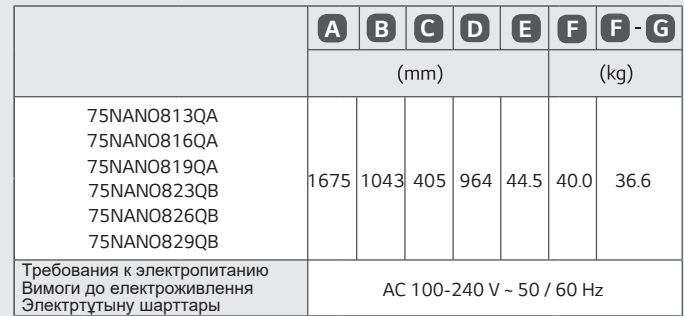 A B C D E F F - G
(mm) (kg)
75NANO813QA
75NANO816QA
75NANO819QA
75NANO823QB
75NANO826QB
75NANO829QB
1675 1043 405 964 44.5 40.0 36.6
Требования к электропитанию
Вимоги до електроживлення
Электртұтыну шарттары
AC 100-240 V ~ 50 / 60 Hz